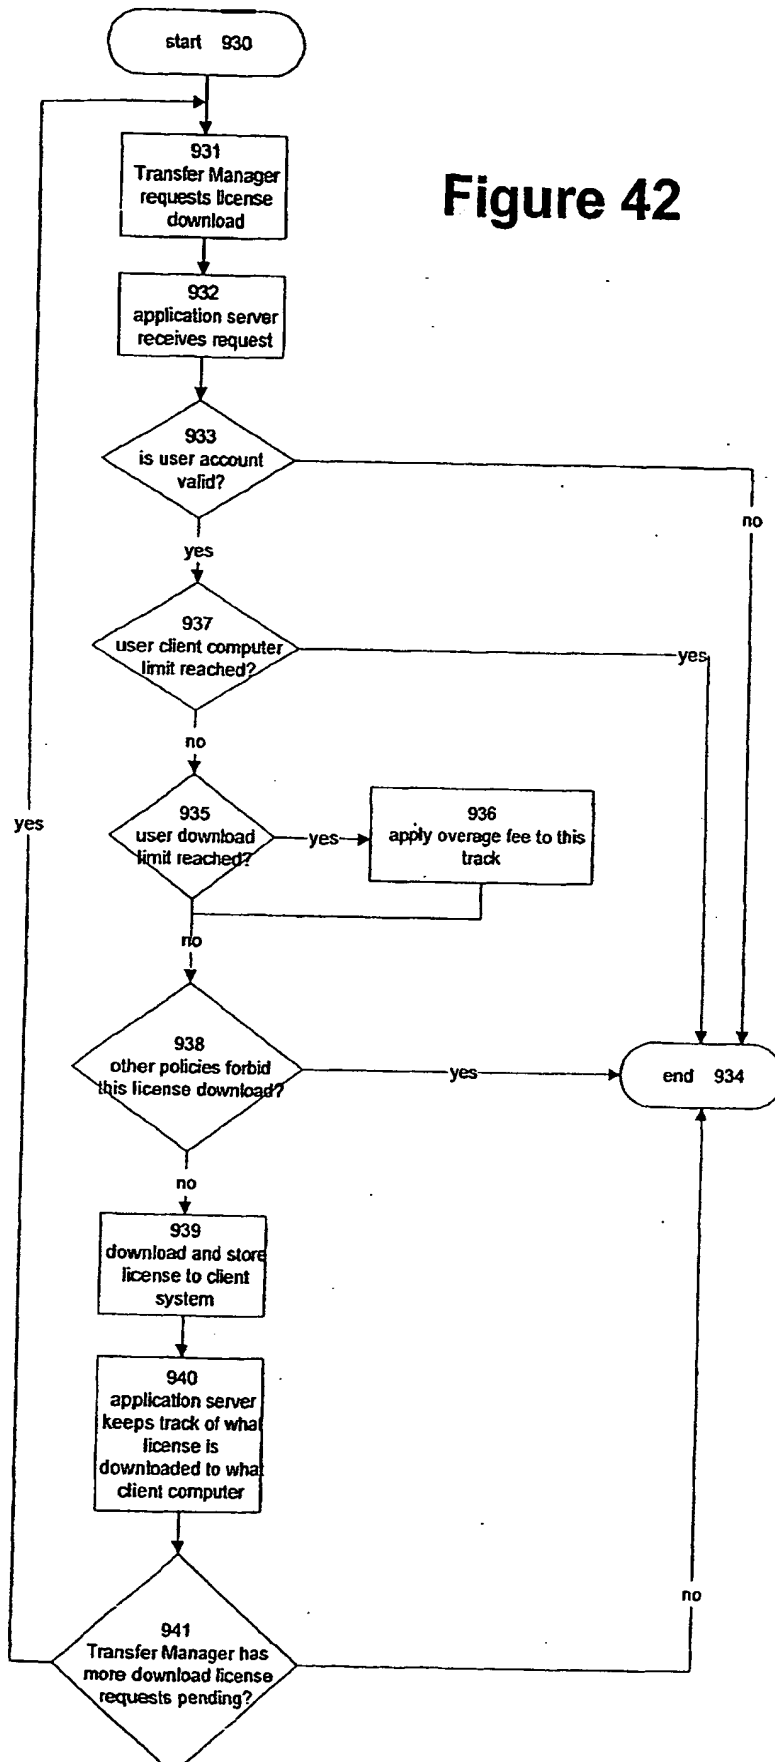 start 930
Figure 42
931
Transfer Manager
requests license
download
932
application server
receives request
933
is user account
valid?
no
yes
937
user client computer
limit reached?
yes
no
935
user download
limit reached?
yes
936
apply overage fee to this
track
yes
no
938
other policies forbid
this license download?
yes
end 934
no
939
download and store
license to client
system
940
application server
keeps track of what
license is
downloaded to what
client computer
no
941
Transfer Manager has
more download license
requests pending?